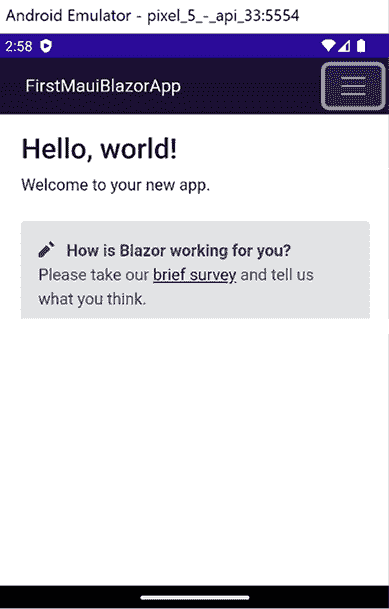 Android Emulator - pixel_5_-_api_33:5554
2:58
FirstMauiBlazorApp
Hello, world!
Welcome to your new app.
How is Blazor working for you?
Please take our brief survey and tell us
what you think.